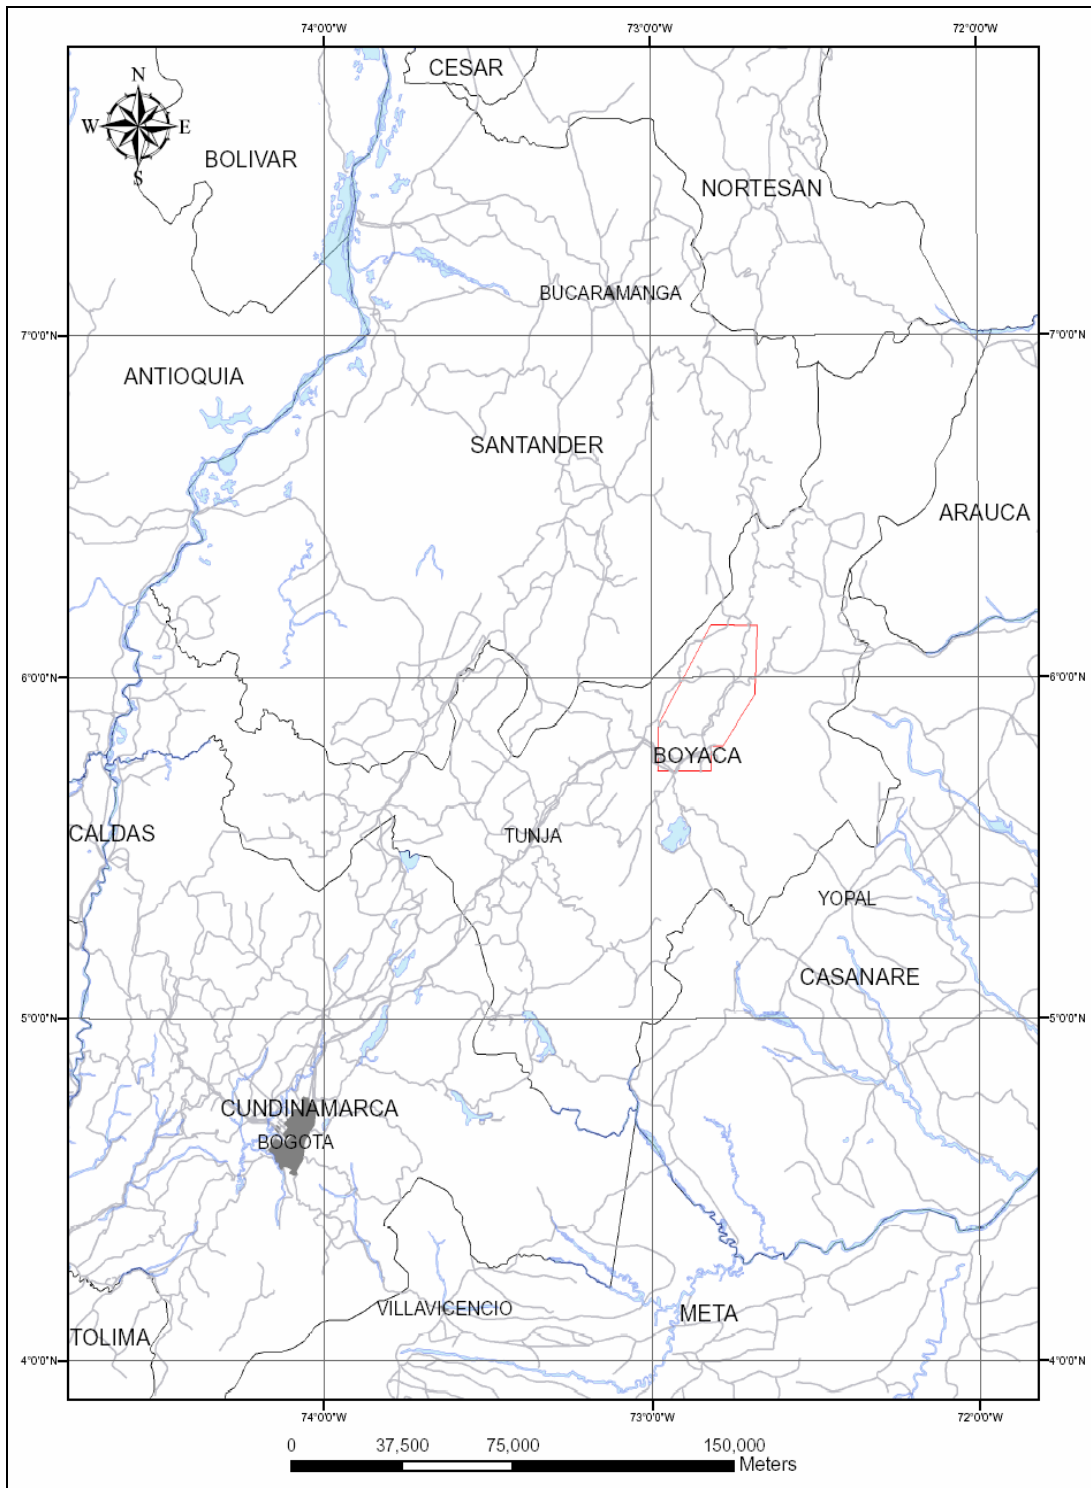 74°0'0"W 73°0'0"W 72°0'0"W
CESAR
N
W E
S
BOLIVAR
NORTESAN
BUCARAMANGA
7°0'0"N 7°0'0"N
ANTIOQUIA
SANTANDER
ARAUCA
6°0'0"N 6°0'0"N
BOYACA
CALDAS
TUNJA
YOPAL
CASANARE
5°0'0"N 5°0'0"N
CUNDINAMARCA
BOGOTA
VILLAVICENCIO
META
TOLIMA
4°0'0"N 4°0'0"N
74°0'0"W 73°0'0"W 72°0'0"W
0 37,500 75,000 150,000
Meters